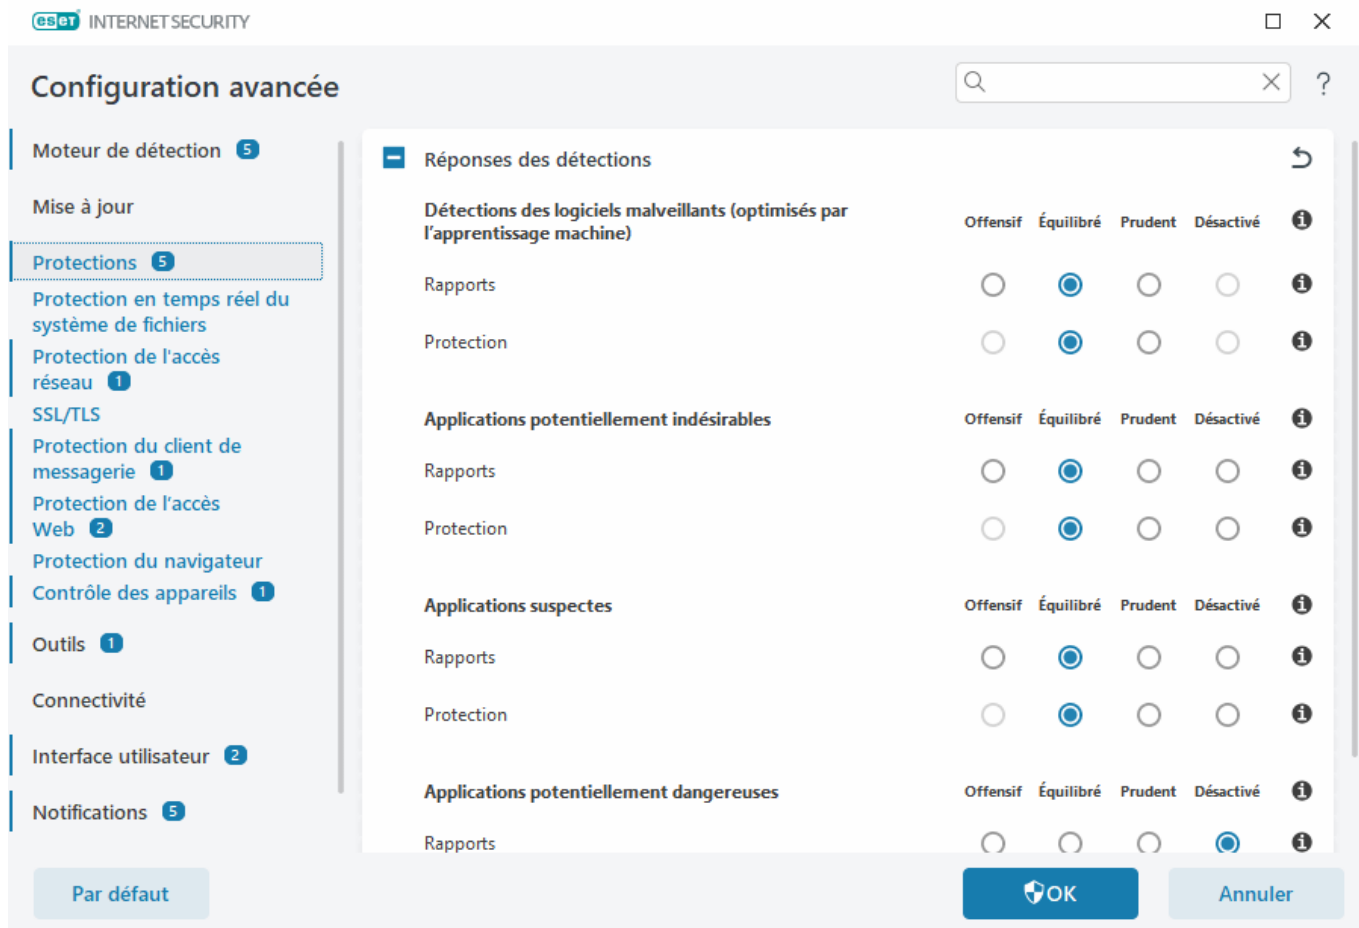 eset INTERNET SECURITY
Configuration avancée
?
Moteur de détection 5
Mise à jour
Protections 5
Protection en temps réel du
système de fichiers
Protection de l'accès
réseau 1
SSL/TLS
Protection du client de
messagerie 1
Protection de l'accès
Web 2
Protection du navigateur
Contrôle des appareils 1
Outils 1
Connectivité
Interface utilisateur 2
Notifications 5
Réponses des détections
Détections des logiciels malveillants (optimisés par
l'apprentissage machine)
Offensif Équilibré Prudent Désactivé
Rapports
Protection
Applications potentiellement indésirables Offensif Équilibré Prudent Désactivé
Rapports
Protection
Applications suspectes Offensif Équilibré Prudent Désactivé
Rapports
Protection
Applications potentiellement dangereuses Offensif Équilibré Prudent Désactivé
Rapports
Par défaut OK Annuler